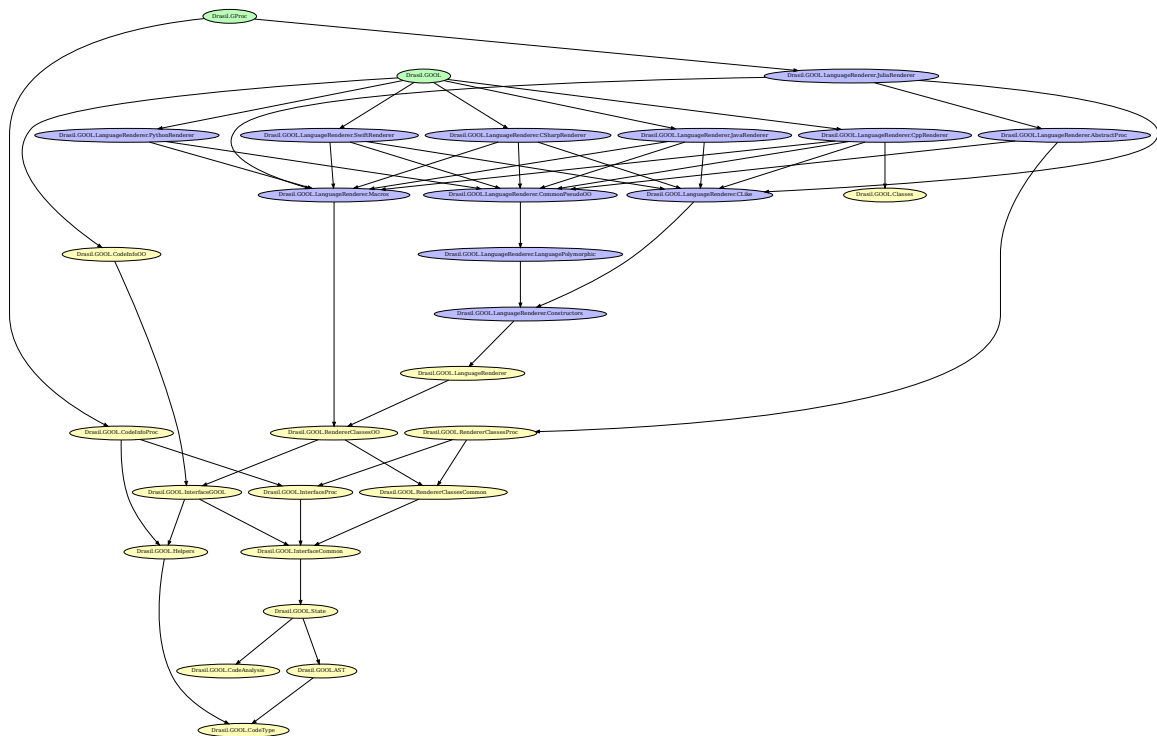 Drasil.GProc
Drasil.GOOL
Drasil.GOOL.LanguageRenderer.JuliaRenderer
Drasil.GOOL.LanguageRenderer.PythonRenderer
Drasil.GOOL.LanguageRenderer.SwiftRenderer
Drasil.GOOL.LanguageRenderer.CSharpRenderer
Drasil.GOOL.LanguageRenderer.JavaRenderer
Drasil.GOOL.LanguageRenderer.CppRenderer
Drasil.GOOL.LanguageRenderer.AbstractProc
Drasil.GOOL.LanguageRenderer.Macros
Drasil.GOOL.LanguageRenderer.CommonPseudoOO
Drasil.GOOL.LanguageRenderer.CLike
Drasil.GOOL.Classes
Drasil.GOOL.CodeInfoOO
Drasil.GOOL.LanguageRenderer.LanguagePolymorphic
Drasil.GOOL.LanguageRenderer.Constructors
Drasil.GOOL.LanguageRenderer
Drasil.GOOL.CodeInfoProc
Drasil.GOOL.RendererClassesOO
Drasil.GOOL.RendererClassesProc
Drasil.GOOL.InterfaceGOOL
Drasil.GOOL.InterfaceProc
Drasil.GOOL.RendererClassesCommon
Drasil.GOOL.Helpers
Drasil.GOOL.InterfaceCommon
Drasil.GOOL.State
Drasil.GOOL.CodeAnalysis
Drasil.GOOL.AST
Drasil.GOOL.CodeType